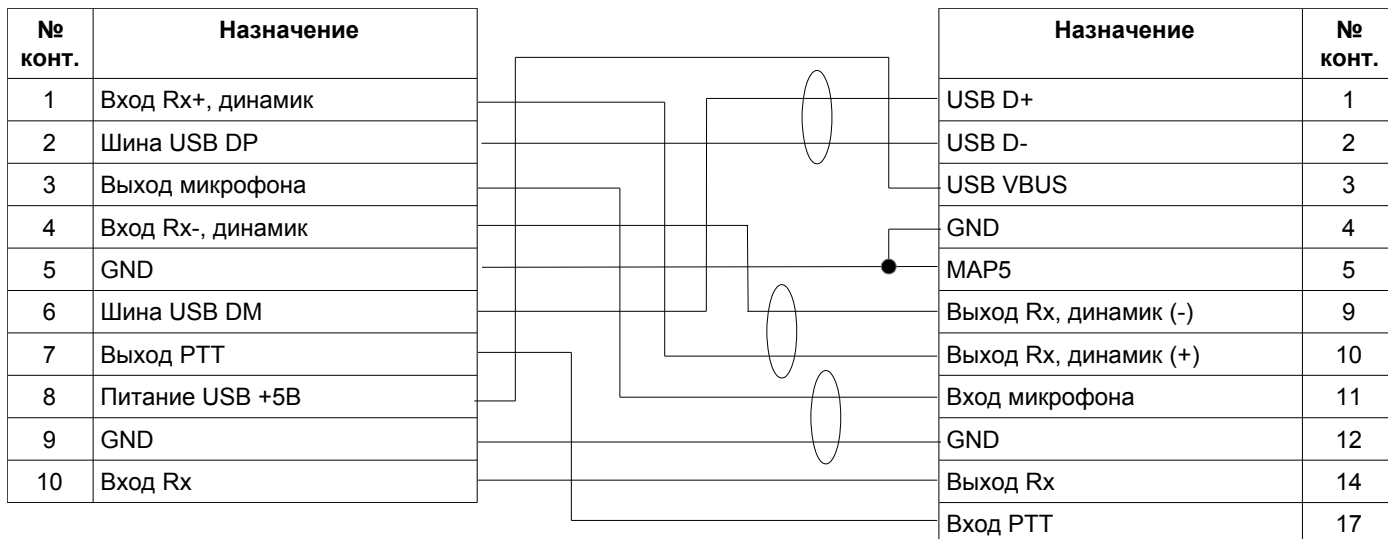 № конт. Назначение
1 Вход Rx+, динамик
2 Шина USB DP
3 Выход микрофона
4 Вход Rx-, динамик
5 GND
6 Шина USB DM
7 Выход PTT
8 Питание USB +5В
9 GND
10 Вход Rx
Назначение № конт.
USB D+ 1
USB D- 2
USB VBUS 3
GND 4
MAP5 5
Выход Rx, динамик (-) 9
Выход Rx, динамик (+) 10
Вход микрофона 11
GND 12
Выход Rx 14
Вход PTT 17